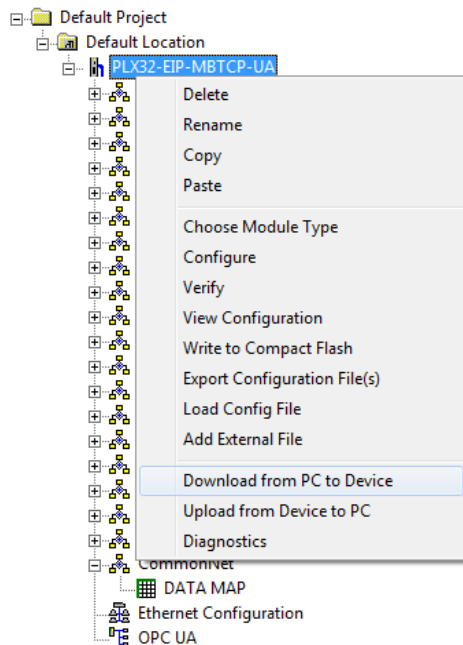 Default Project
Default Location
PLX32-EIP-MBTCP-UA
Delete
Rename
Copy
Paste
Choose Module Type
Configure
Verify
View Configuration
Write to Compact Flash
Export Configuration File(s)
Load Config File
Add External File
Download from PC to Device
Upload from Device to PC
Diagnostics
CommonNet
DATA MAP
Ethernet Configuration
OPC UA